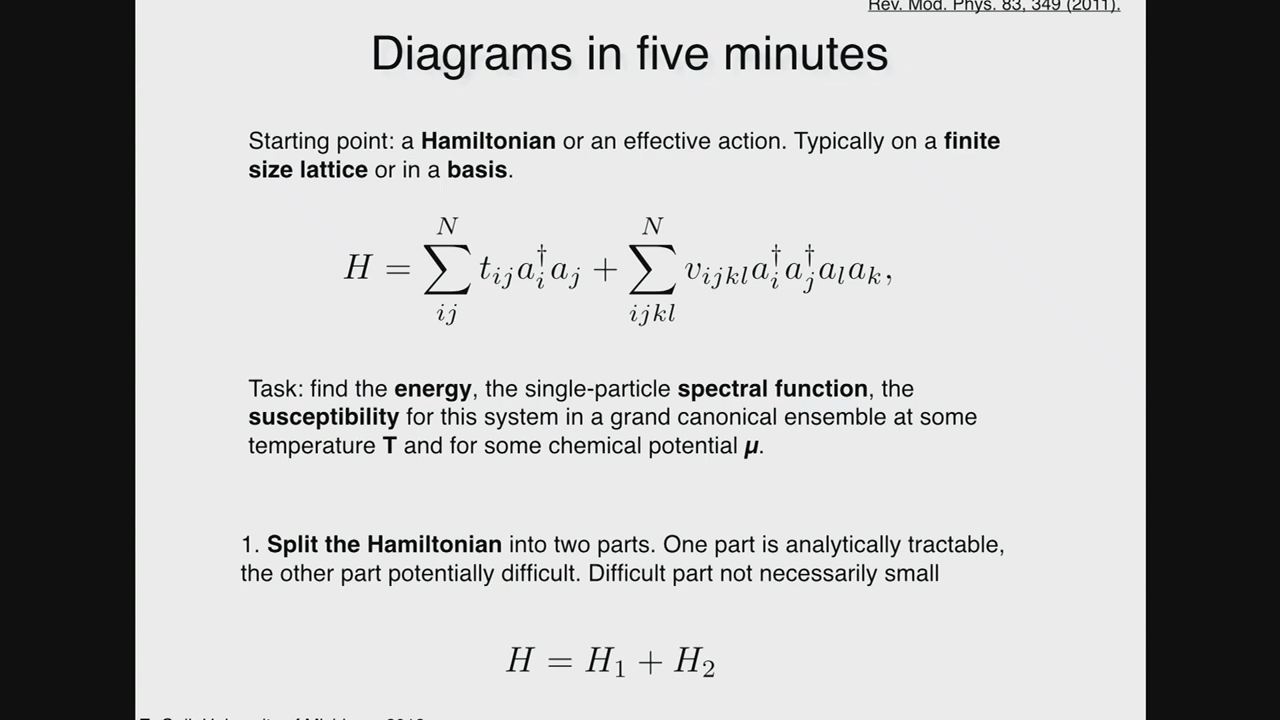 Rev. Mod. Phys. 83, 349 (2011).
Diagrams in five minutes
Starting point: a Hamiltonian or an effective action. Typically on a finite
size lattice or in a basis.
H = \sum_{ij}^{N} t_{ij} a_i^\dagger a_j + \sum_{ijkl}^{N} v_{ijkl} a_i^\dagger a_j^\dagger a_l a_k,
Task: find the energy, the single-particle spectral function, the
susceptibility for this system in a grand canonical ensemble at some
temperature T and for some chemical potential μ.
1. Split the Hamiltonian into two parts. One part is analytically tractable,
the other part potentially difficult. Difficult part not necessarily small
H = H_1 + H_2